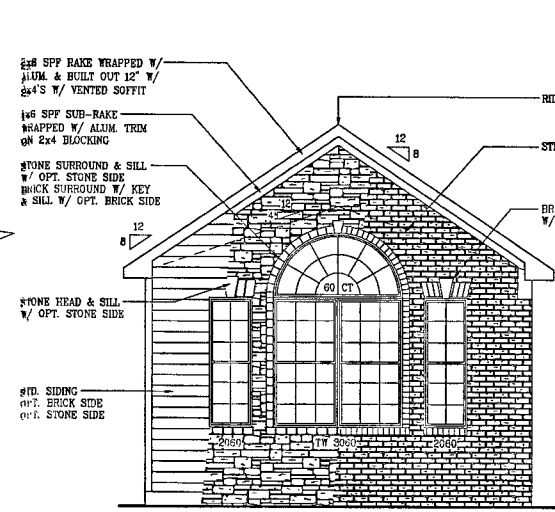 2x8 SPF RAKE WRAPPED W/
ALUM. & BUILT OUT 12" W/
2x4'S W/ VENTED SOFFIT
1x6 SPF SUB-RAKE
WRAPPED W/ ALUM. TRIM
ON 2x4 BLOCKING
STONE SURROUND & SILL
W/ OPT. STONE SIDE
BRICK SURROUND W/ KEY
& SILL W/ OPT. BRICK SIDE
12
8
STONE HEAD & SILL
W/ OPT. STONE SIDE
STD. SIDING
OPT. BRICK SIDE
OPT. STONE SIDE
12
8
12
60 CT
2060
TW 3060
2060
RI
ST
BR
W/